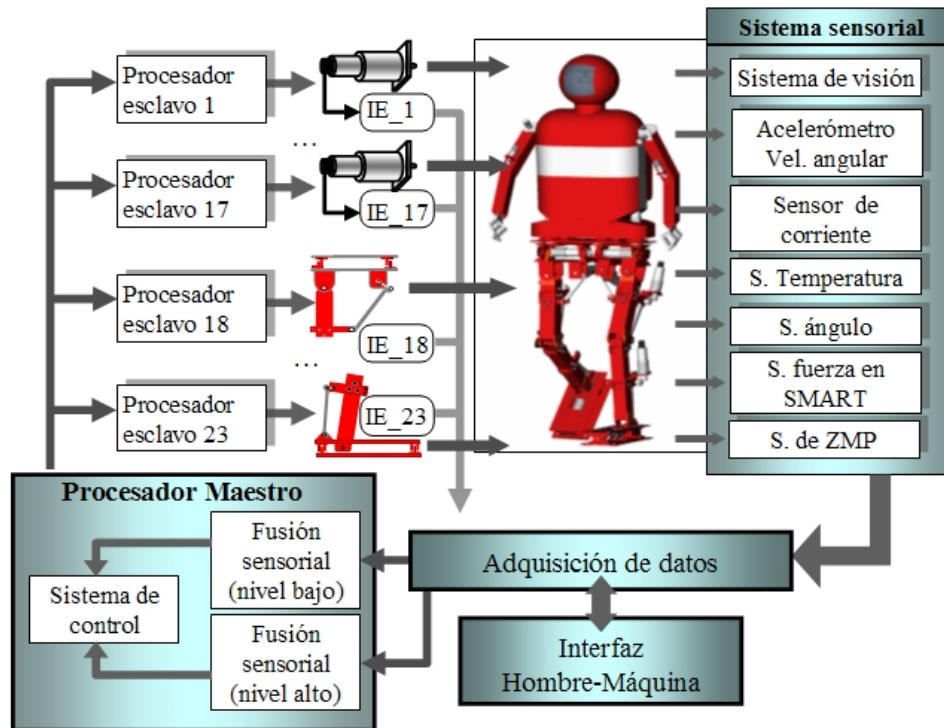 Sistema sensorial
Procesador
esclavo 1
IE_1
Sistema de visión
...
Acelerómetro
Vel. angular
Procesador
esclavo 17
IE_17
Sensor de
corriente
Procesador
esclavo 18
IE_18
S. Temperatura
...
S. ángulo
Procesador
esclavo 23
IE_23
S. fuerza en
SMART
S. de ZMP
Procesador Maestro
Fusión
sensorial
(nivel bajo)
Sistema de
control
Fusión
sensorial
(nivel alto)
Adquisición de datos
Interfaz
Hombre-Máquina